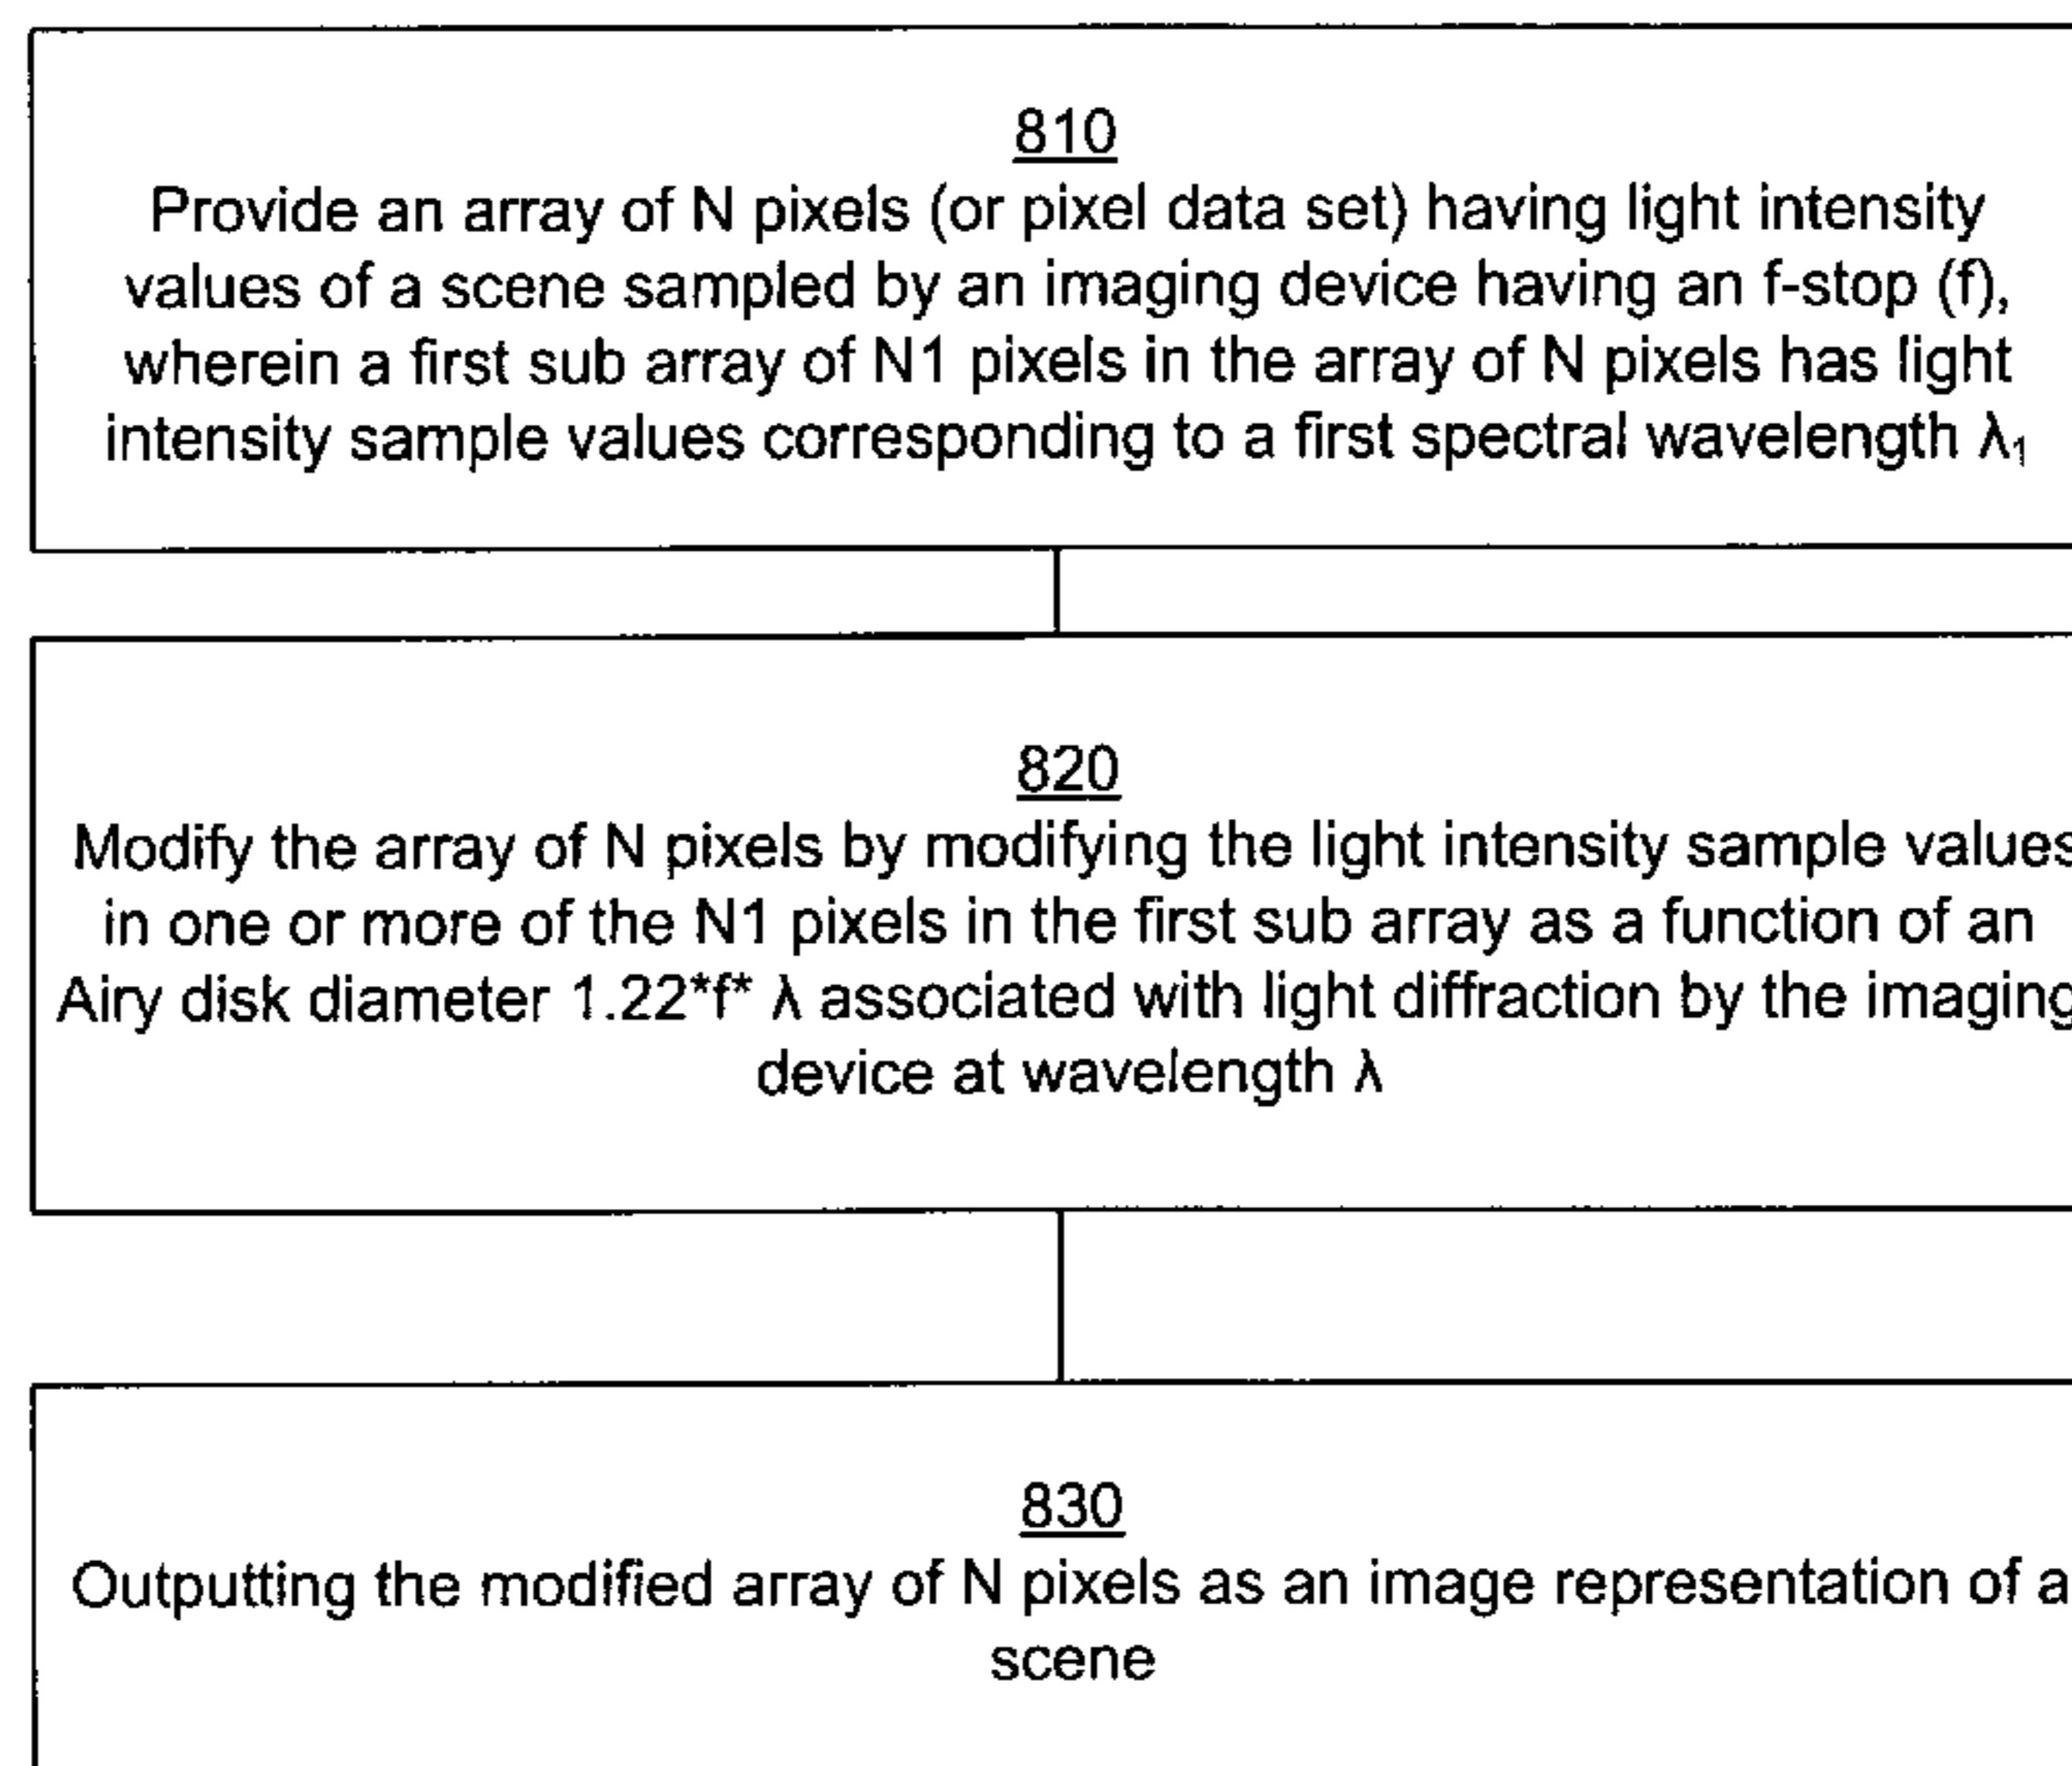 810
Provide an array of N pixels (or pixel data set) having light intensity
values of a scene sampled by an imaging device having an f-stop (f),
wherein a first sub array of N1 pixels in the array of N pixels has light
intensity sample values corresponding to a first spectral wavelength λ₁
820
Modify the array of N pixels by modifying the light intensity sample values
in one or more of the N1 pixels in the first sub array as a function of an
Airy disk diameter 1.22*f* λ associated with light diffraction by the imaging
device at wavelength λ
830
Outputting the modified array of N pixels as an image representation of a
scene